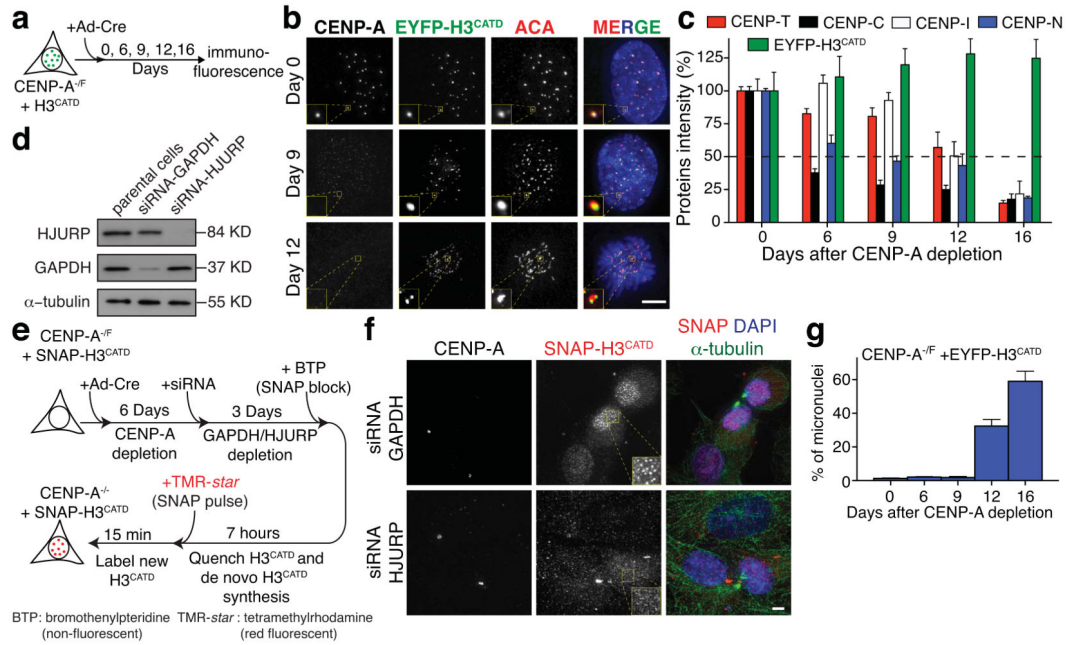 a
+Ad-Cre
0, 6, 9, 12,16
Days
immuno-
fluorescence
CENP-A-/F
+ H3CATD
b
CENP-A
EYFP-H3CATD
ACA
MERGE
Day 0
Day 9
Day 12
c
CENP-T
CENP-C
CENP-I
CENP-N
EYFP-H3CATD
Proteins intensity (%)
125
100
75
50
25
0
0
6
9
12
16
Days after CENP-A depletion
d
parental cells
siRNA-GAPDH
siRNA-HJURP
HJURP
84 KD
GAPDH
37 KD
α-tubulin
55 KD
e
CENP-A-/F
+ SNAP-H3CATD
+Ad-Cre
6 Days
CENP-A
depletion
+siRNA
3 Days
GAPDH/HJURP
depletion
+ BTP
(SNAP block)
+TMR-star
(SNAP pulse)
7 hours
Quench H3CATD and
de novo H3CATD
synthesis
15 min
Label new
H3CATD
CENP-A-/-
+ SNAP-H3CATD
BTP: bromothenylpteridine
(non-fluorescent)
TMR-star : tetramethylrhodamine
(red fluorescent)
f
CENP-A
SNAP-H3CATD
SNAP DAPI
α-tubulin
siRNA
GAPDH
siRNA
HJURP
g
CENP-A-/F +EYFP-H3CATD
% of micronuclei
60
40
20
0
0
6
9
12
16
Days after CENP-A depletion